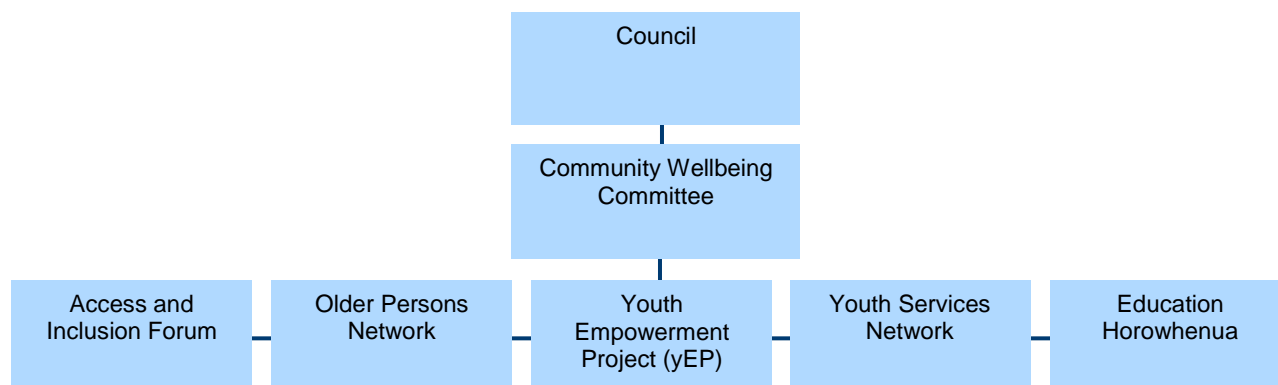 Council
Community Wellbeing
Committee
Access and
Inclusion Forum
Older Persons
Network
Youth
Empowerment
Project (yEP)
Youth Services
Network
Education
Horowhenua